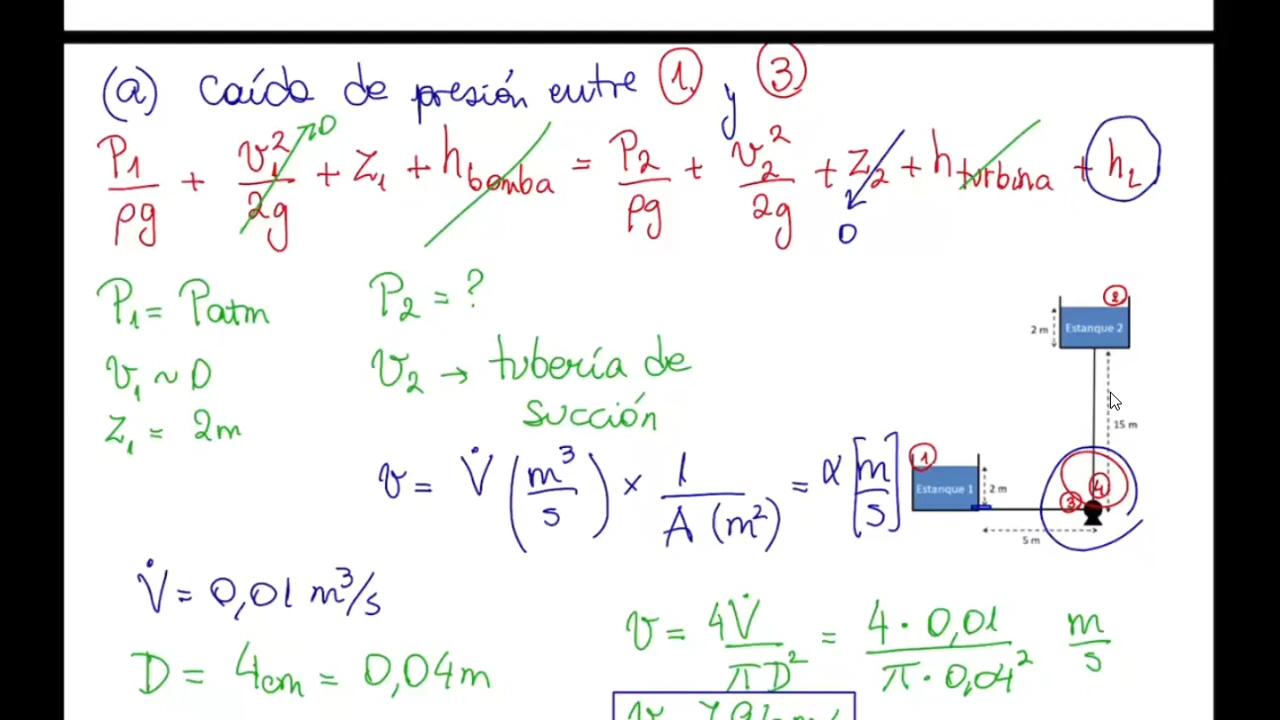 (a) caída de presión entre ① y ③
P₁/ρg + v₁²/2g → 0 + z₁ + h bomba = P₂/ρg + v₂²/2g + z₂ + h turbina + h_L
0
P₁ = Patm P₂ = ?
v₁ ~ 0 v₂ → tubería de succión
z₁ = 2m
v = V̇ (m³/s) × 1/A (m²) = α [m/s]
V̇ = 0,01 m³/s
D = 4cm = 0,04m
v = 4V̇/πD² = 4·0,01/π·0,04² m/s
②
2 m
Estanque 2
15 m
①
Estanque 1
2 m
③
④
5 m